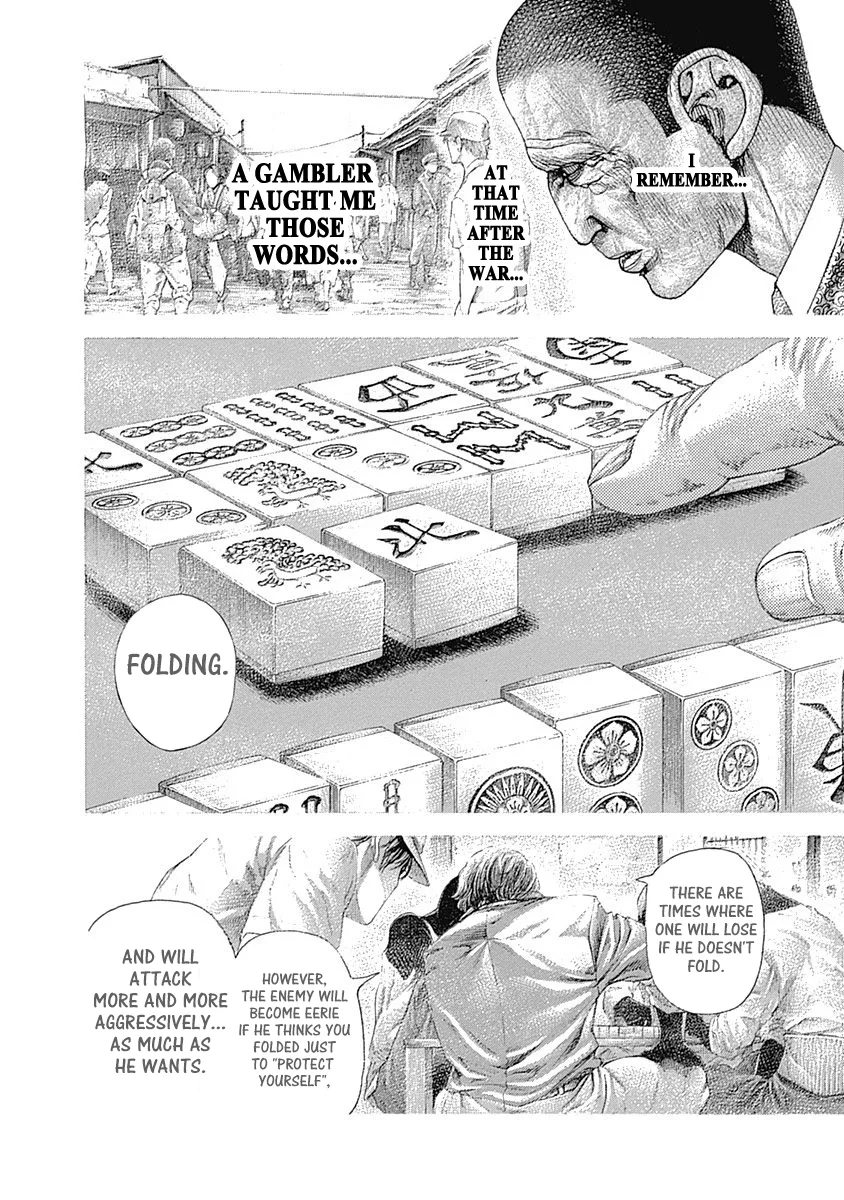 I
REMEMBER...
AT
THAT
TIME
AFTER
THE
WAR...
A GAMBLER
TAUGHT ME
THOSE
WORDS...
FOLDING.
THERE ARE
TIMES WHERE
ONE WILL LOSE
IF HE DOESN'T
FOLD.
HOWEVER,
THE ENEMY WILL
BECOME EERIE
IF HE THINKS YOU
FOLDED JUST
TO "PROTECT
YOURSELF",
AND WILL
ATTACK
MORE AND MORE
AGGRESSIVELY...
AS MUCH AS
HE WANTS.